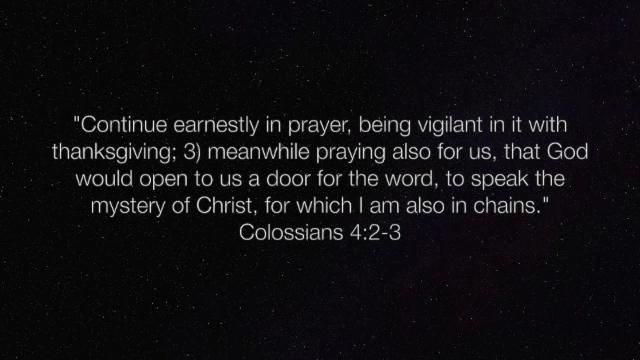 "Continue earnestly in prayer, being vigilant in it with
thanksgiving; 3) meanwhile praying also for us, that God
would open to us a door for the word, to speak the
mystery of Christ, for which I am also in chains."
Colossians 4:2-3